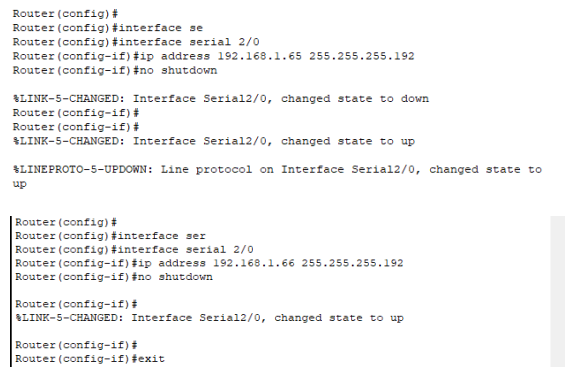 Router(config)#
Router(config)#interface se
Router(config)#interface serial 2/0
Router(config-if)#ip address 192.168.1.65 255.255.255.192
Router(config-if)#no shutdown
%LINK-5-CHANGED: Interface Serial2/0, changed state to down
Router(config-if)#
Router(config-if)#
%LINK-5-CHANGED: Interface Serial2/0, changed state to up
%LINEPROTO-5-UPDOWN: Line protocol on Interface Serial2/0, changed state to
up
Router(config)#
Router(config)#interface ser
Router(config)#interface serial 2/0
Router(config-if)#ip address 192.168.1.66 255.255.255.192
Router(config-if)#no shutdown
Router(config-if)#
%LINK-5-CHANGED: Interface Serial2/0, changed state to up
Router(config-if)#
Router(config-if)#exit